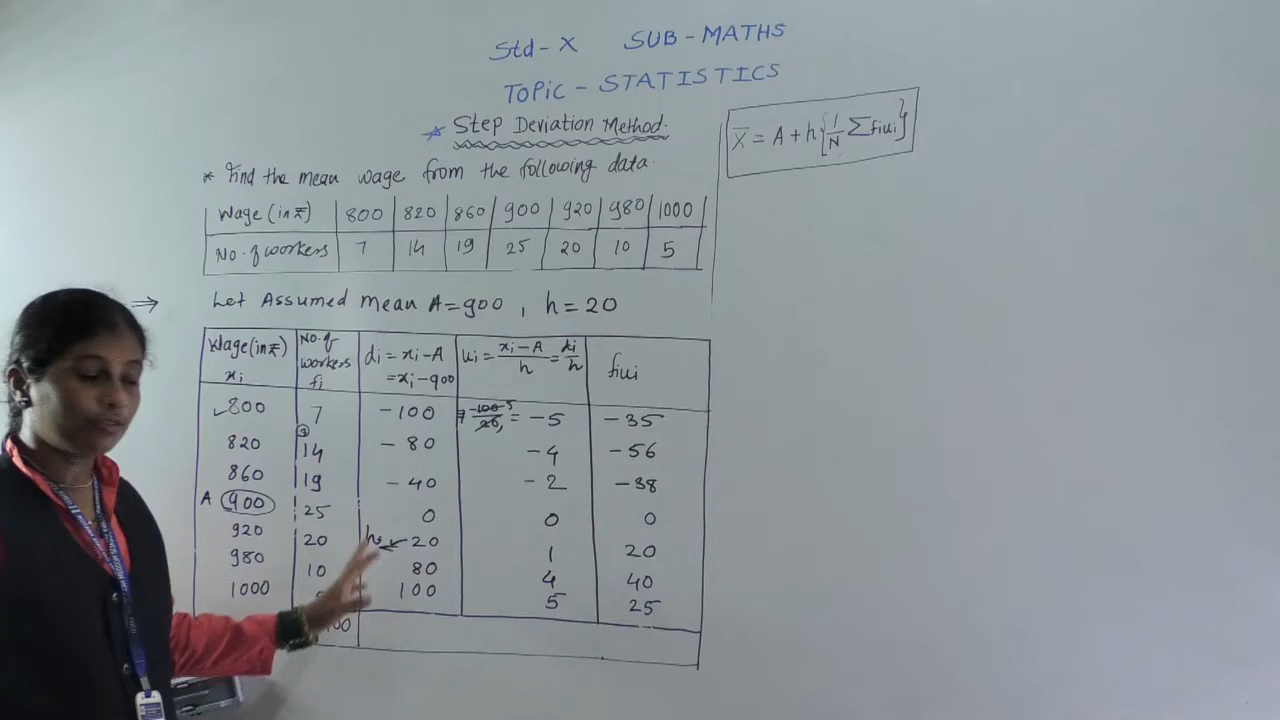 Std - X SUB - MATHS
TOPiC - STATISTICS
* Step Deviation Method.
X̄ = A + h{1/N Σfiui}
* Find the mean wage from the following data.
Wage (in ₹) 800 820 860 900 920 980 1000
No. of workers 7 14 19 25 20 10 5
⇒ Let Assumed mean A = 900 , h = 20
Wage (in ₹) xi No. of workers fi di = xi - A = xi - 900 ui = xi - A / h = di / h fiui
800 7 -100 -100/20 = -5 -35
820 14 -80 -4 -56
860 19 -40 -2 -38
A 900 25 0 0 0
920 20 h= 20 1 20
980 10 80 4 40
1000 100 5 25
100